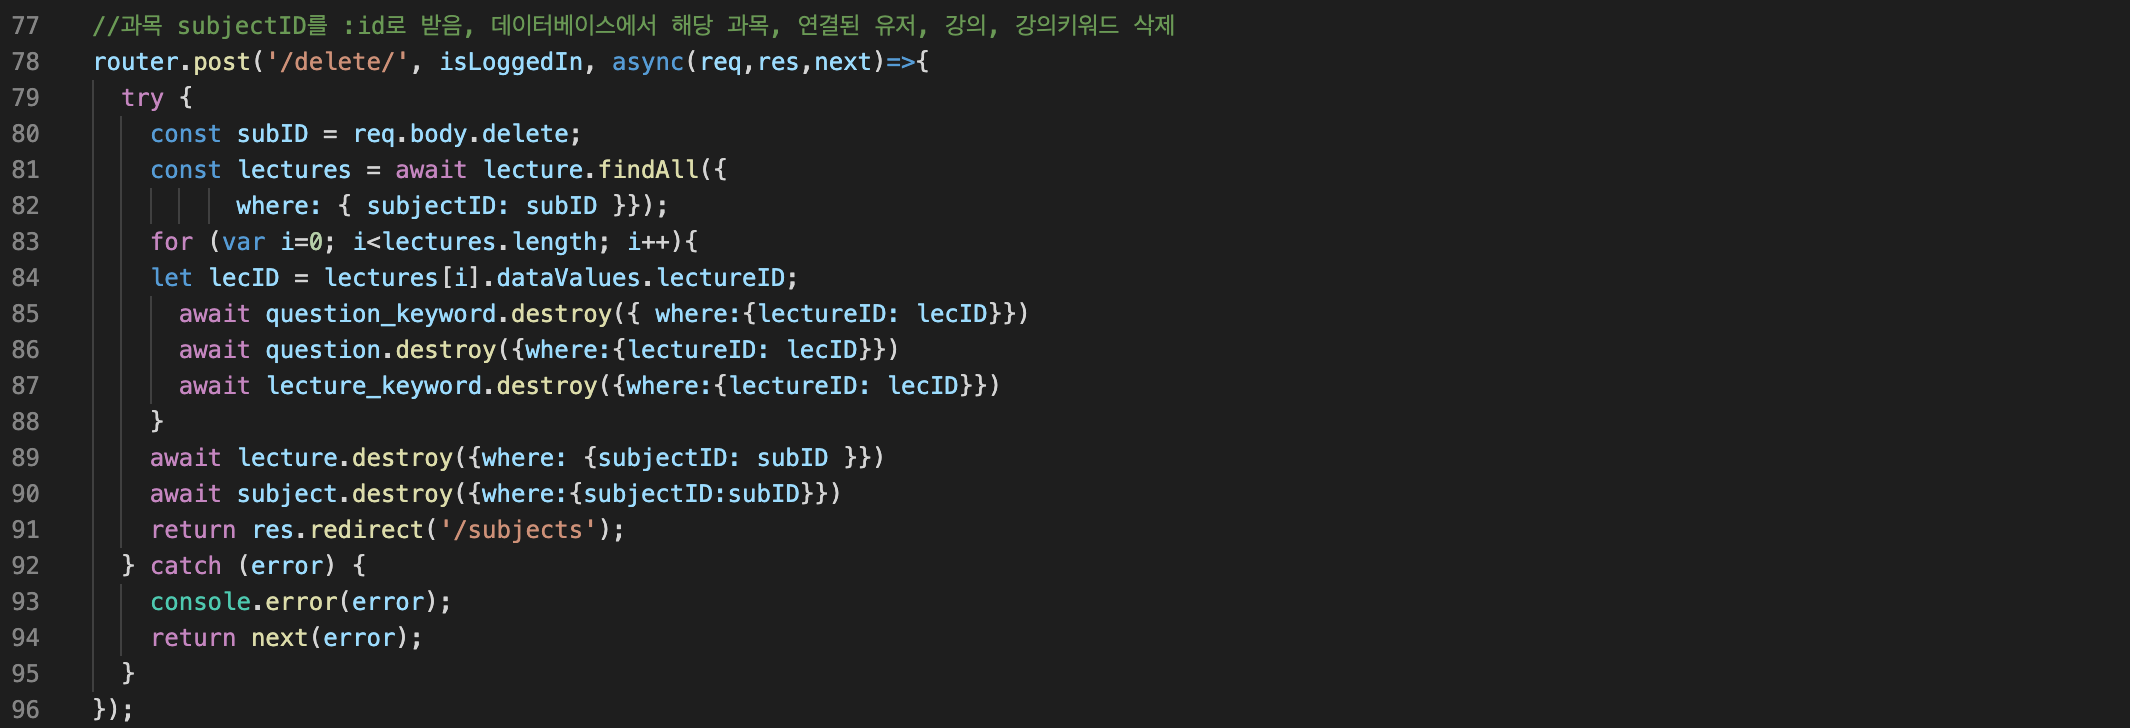 77 //과목 subjectID를 :id로 받음, 데이터베이스에서 해당 과목, 연결된 유저, 강의, 강의키워드 삭제
78 router.post('/delete/', isLoggedIn, async(req,res,next)=>{
79 try {
80 const subID = req.body.delete;
81 const lectures = await lecture.findAll({
82 where: { subjectID: subID }});
83 for (var i=0; i<lectures.length; i++){
84 let lecID = lectures[i].dataValues.lectureID;
85 await question_keyword.destroy({ where:{lectureID: lecID}})
86 await question.destroy({where:{lectureID: lecID}})
87 await lecture_keyword.destroy({where:{lectureID: lecID}})
88 }
89 await lecture.destroy({where: {subjectID: subID }})
90 await subject.destroy({where:{subjectID:subID}})
91 return res.redirect('/subjects');
92 } catch (error) {
93 console.error(error);
94 return next(error);
95 }
96 });